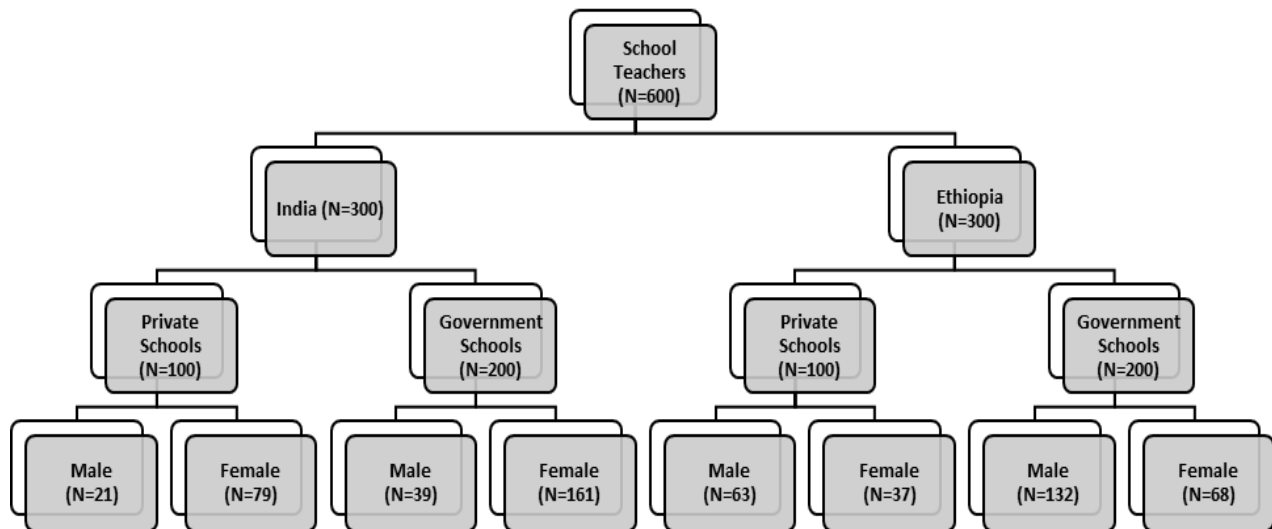 School
Teachers
(N=600)
India (N=300)
Ethiopia
(N=300)
Private
Schools
(N=100)
Government
Schools
(N=200)
Private
Schools
(N=100)
Government
Schools
(N=200)
Male
(N=21)
Female
(N=79)
Male
(N=39)
Female
(N=161)
Male
(N=63)
Female
(N=37)
Male
(N=132)
Female
(N=68)